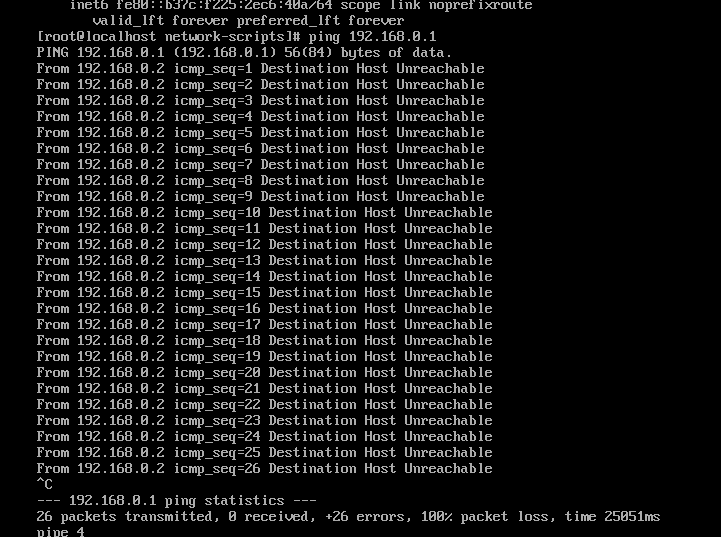 inet6 fe80::b37c:f225:2ec6:40a/64 scope link noprefixroute
valid_lft forever preferred_lft forever
[root@localhost network-scripts]# ping 192.168.0.1
PING 192.168.0.1 (192.168.0.1) 56(84) bytes of data.
From 192.168.0.2 icmp_seq=1 Destination Host Unreachable
From 192.168.0.2 icmp_seq=2 Destination Host Unreachable
From 192.168.0.2 icmp_seq=3 Destination Host Unreachable
From 192.168.0.2 icmp_seq=4 Destination Host Unreachable
From 192.168.0.2 icmp_seq=5 Destination Host Unreachable
From 192.168.0.2 icmp_seq=6 Destination Host Unreachable
From 192.168.0.2 icmp_seq=7 Destination Host Unreachable
From 192.168.0.2 icmp_seq=8 Destination Host Unreachable
From 192.168.0.2 icmp_seq=9 Destination Host Unreachable
From 192.168.0.2 icmp_seq=10 Destination Host Unreachable
From 192.168.0.2 icmp_seq=11 Destination Host Unreachable
From 192.168.0.2 icmp_seq=12 Destination Host Unreachable
From 192.168.0.2 icmp_seq=13 Destination Host Unreachable
From 192.168.0.2 icmp_seq=14 Destination Host Unreachable
From 192.168.0.2 icmp_seq=15 Destination Host Unreachable
From 192.168.0.2 icmp_seq=16 Destination Host Unreachable
From 192.168.0.2 icmp_seq=17 Destination Host Unreachable
From 192.168.0.2 icmp_seq=18 Destination Host Unreachable
From 192.168.0.2 icmp_seq=19 Destination Host Unreachable
From 192.168.0.2 icmp_seq=20 Destination Host Unreachable
From 192.168.0.2 icmp_seq=21 Destination Host Unreachable
From 192.168.0.2 icmp_seq=22 Destination Host Unreachable
From 192.168.0.2 icmp_seq=23 Destination Host Unreachable
From 192.168.0.2 icmp_seq=24 Destination Host Unreachable
From 192.168.0.2 icmp_seq=25 Destination Host Unreachable
From 192.168.0.2 icmp_seq=26 Destination Host Unreachable
^C
--- 192.168.0.1 ping statistics ---
26 packets transmitted, 0 received, +26 errors, 100% packet loss, time 25051ms
pipe 4